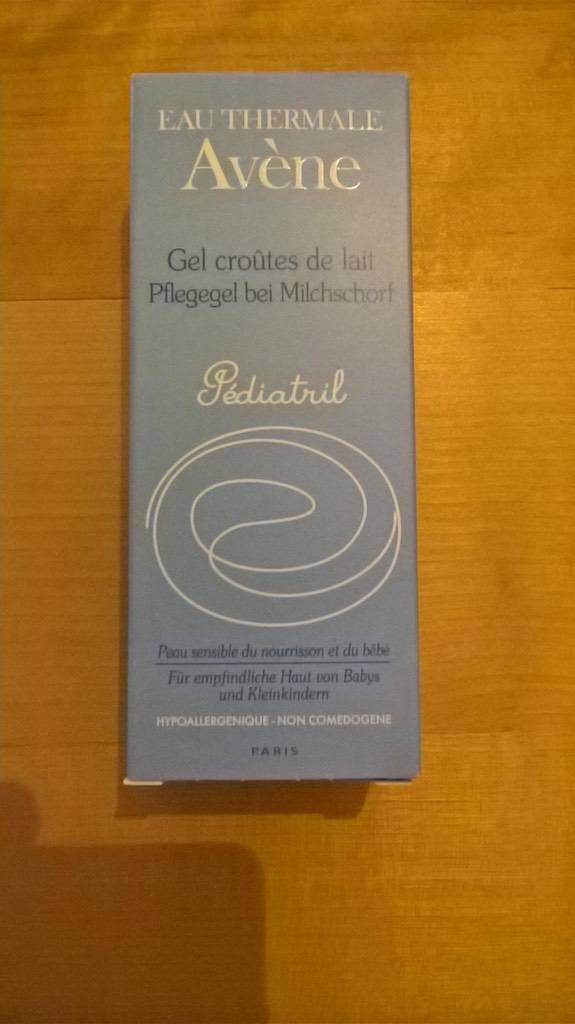 EAU THERMALE
Avène
Gel croûtes de lait
Pflegegel bei Milchschorf
Pédiatril
Peau sensible du nourrisson et du bébé
Für empfindliche Haut von Babys
und Kleinkindern
HYPOALLERGENIQUE - NON COMEDOGENE
PARIS